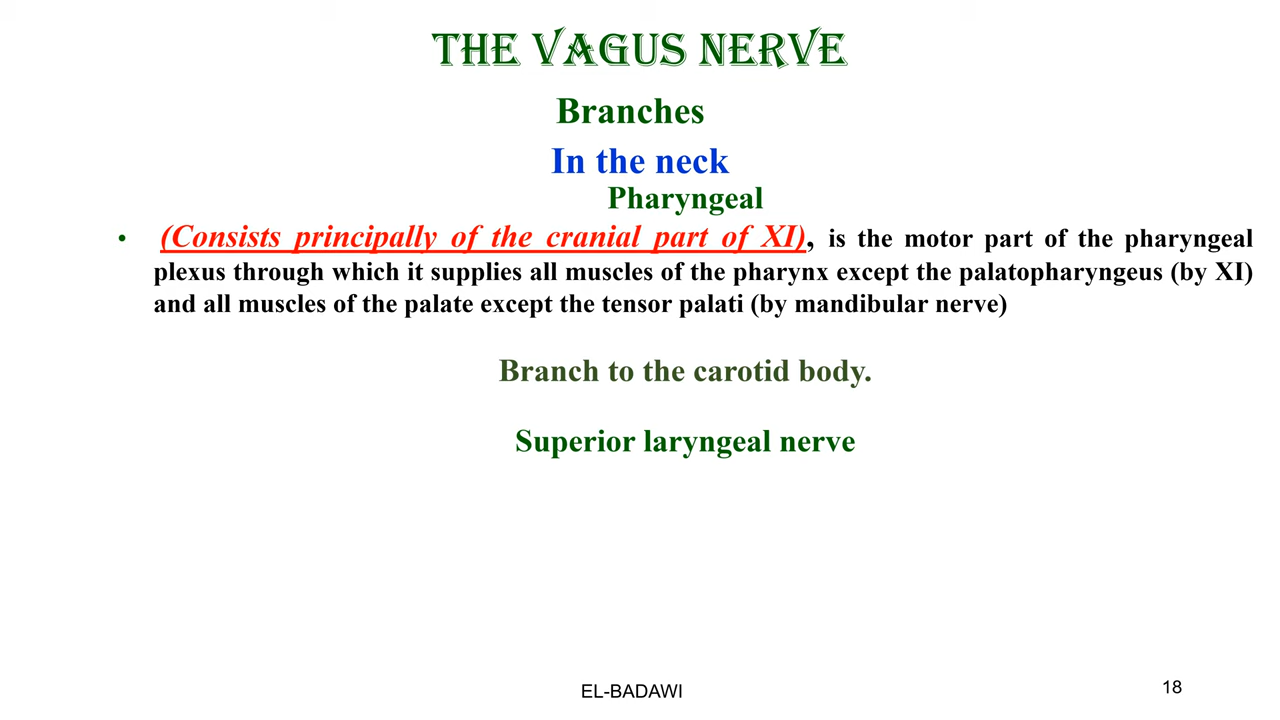 THE VAGUS NERVE
Branches
In the neck
Pharyngeal
• (Consists principally of the cranial part of XI), is the motor part of the pharyngeal
plexus through which it supplies all muscles of the pharynx except the palatopharyngeus (by XI)
and all muscles of the palate except the tensor palati (by mandibular nerve)
Branch to the carotid body.
Superior laryngeal nerve
EL-BADAWI
18